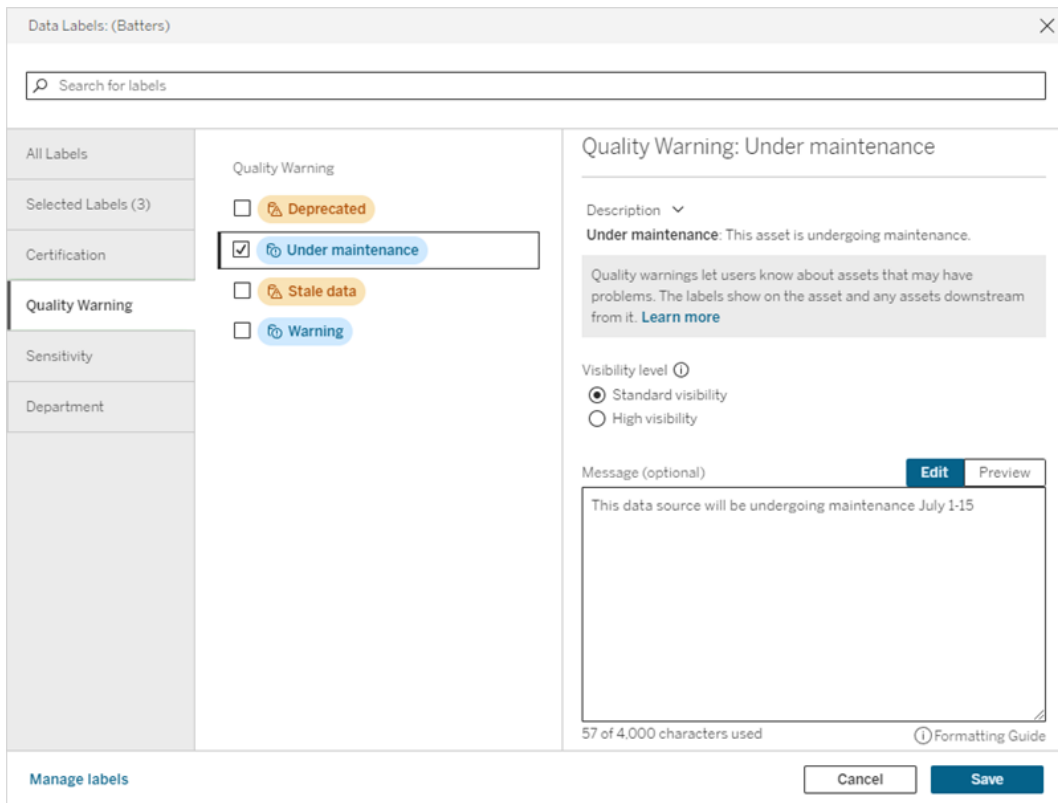 Data Labels: (Batters)
Search for labels
All Labels
Selected Labels (3)
Certification
Quality Warning
Sensitivity
Department
Quality Warning
Deprecated
Under maintenance
Stale data
Warning
Quality Warning: Under maintenance
Description
Under maintenance: This asset is undergoing maintenance.
Quality warnings let users know about assets that may have
problems. The labels show on the asset and any assets downstream
from it. Learn more
Visibility level
Standard visibility
High visibility
Message (optional)
Edit
Preview
This data source will be undergoing maintenance July 1-15
57 of 4,000 characters used
Formatting Guide
Manage labels
Cancel
Save